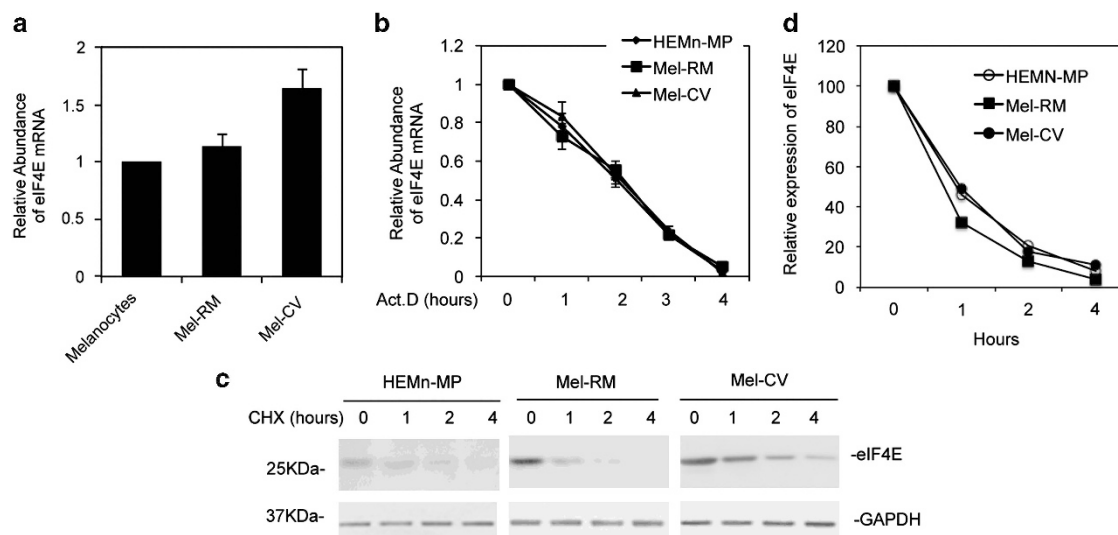 a
2
1.5
1
0.5
0
Relative Abundance
of eIF4E mRNA
Melanocytes
Mel-RM
Mel-CV
b
HEMn-MP
Mel-RM
Mel-CV
1
0.8
0.6
0.4
0.2
0
Relative Abundance
of eIF4E mRNA
Act.D (hours) 0 1 2 3 4
d
HEMN-MP
Mel-RM
Mel-CV
120
100
80
60
40
20
0
Relative expression of eIF4E
0 1 2 4
Hours
c
HEMn-MP Mel-RM Mel-CV
CHX (hours) 0 1 2 4 0 1 2 4 0 1 2 4
25KDa- -eIF4E
37KDa- -GAPDH